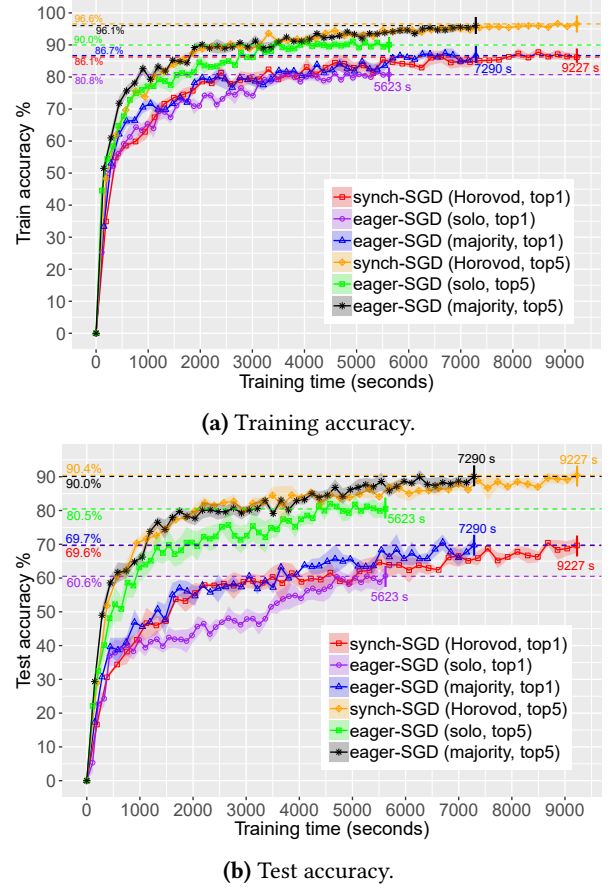 96.6%
96.1%
90.0%
86.7%
86.1%
80.8%
7290 s
9227 s
5623 s
100
90
80
70
60
50
40
30
20
10
0
Train accuracy %
synch-SGD (Horovod, top1)
eager-SGD (solo, top1)
eager-SGD (majority, top1)
synch-SGD (Horovod, top5)
eager-SGD (solo, top5)
eager-SGD (majority, top5)
0 1000 2000 3000 4000 5000 6000 7000 8000 9000
Training time (seconds)
(a) Training accuracy.
7290 s
9227 s
90.4%
90.0%
80.5%
5623 s
7290 s
69.7%
69.6%
9227 s
60.6%
5623 s
90
80
70
60
50
40
30
20
10
0
Test accuracy %
synch-SGD (Horovod, top1)
eager-SGD (solo, top1)
eager-SGD (majority, top1)
synch-SGD (Horovod, top5)
eager-SGD (solo, top5)
eager-SGD (majority, top5)
0 1000 2000 3000 4000 5000 6000 7000 8000 9000
Training time (seconds)
(b) Test accuracy.